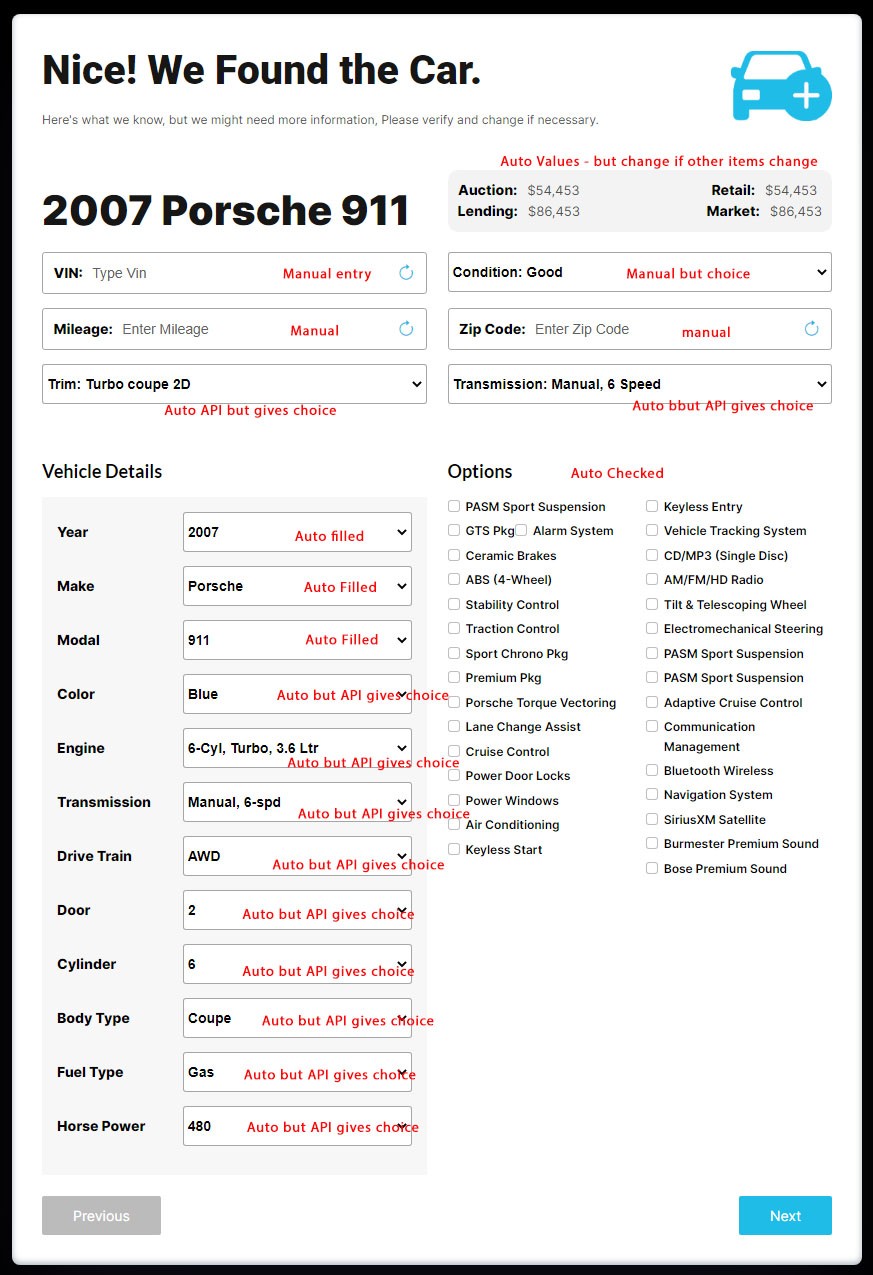 Nice! We Found the Car.
Here's what we know, but we might need more information, Please verify and change if necessary.
Auto Values - but change if other items change
2007 Porsche 911
Auction: $54,453 Retail: $54,453
Lending: $86,453 Market: $86,453
VIN: Type Vin Manual entry
Condition: Good Manual but choice
Mileage: Enter Mileage Manual
Zip Code: Enter Zip Code manual
Trim: Turbo coupe 2D
Auto API but gives choice
Transmission: Manual, 6 Speed
Auto bbut API gives choice
Vehicle Details
Year 2007 Auto filled
Make Porsche Auto Filled
Modal 911 Auto Filled
Color Blue Auto but API gives choice
Engine 6-Cyl, Turbo, 3.6 Ltr Auto but API gives choice
Transmission Manual, 6-spd Auto but API gives choice
Drive Train AWD Auto but API gives choice
Door 2 Auto but API gives choice
Cylinder 6 Auto but API gives choice
Body Type Coupe Auto but API gives choice
Fuel Type Gas Auto but API gives choice
Horse Power 480 Auto but API gives choice
Options Auto Checked
PASM Sport Suspension
GTS Pkg Alarm System
Ceramic Brakes
ABS (4-Wheel)
Stability Control
Traction Control
Sport Chrono Pkg
Premium Pkg
Porsche Torque Vectoring
Lane Change Assist
Cruise Control
Power Door Locks
Power Windows
Air Conditioning
Keyless Start
Keyless Entry
Vehicle Tracking System
CD/MP3 (Single Disc)
AM/FM/HD Radio
Tilt & Telescoping Wheel
Electromechanical Steering
PASM Sport Suspension
PASM Sport Suspension
Adaptive Cruise Control
Communication
Management
Bluetooth Wireless
Navigation System
SiriusXM Satellite
Burmester Premium Sound
Bose Premium Sound
Previous
Next